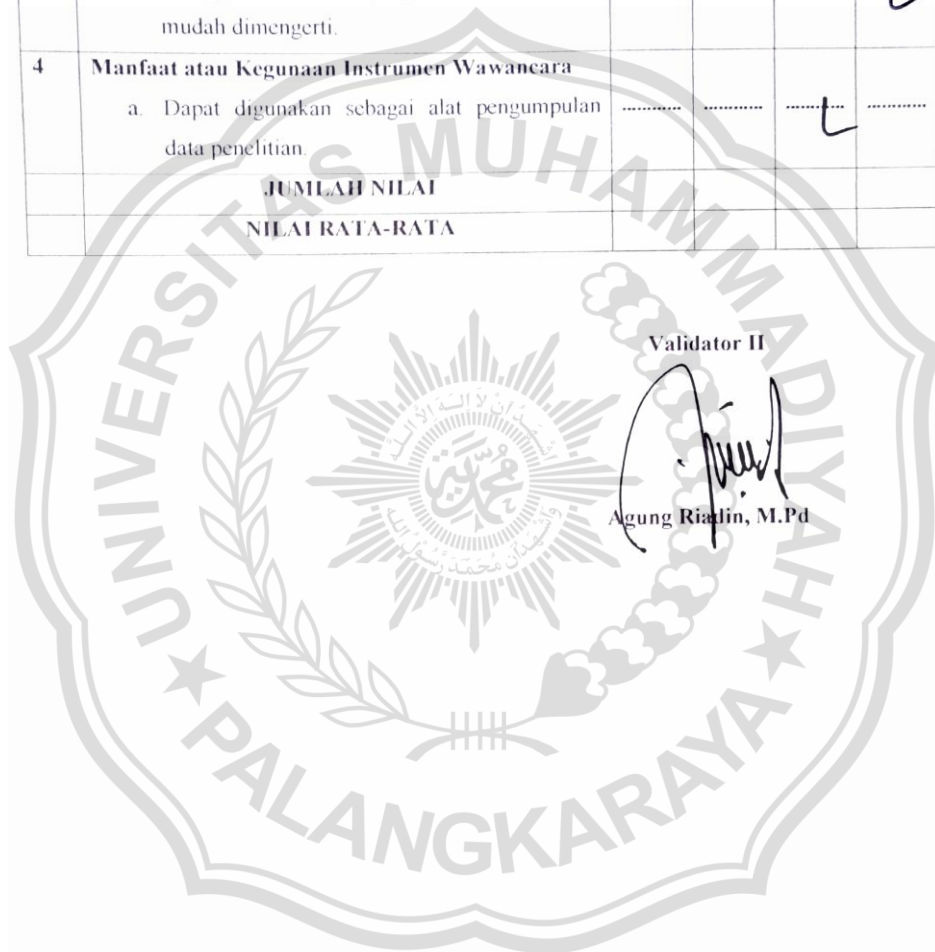 mudah dimengerti.
4 Manfaat atau Kegunaan Instrumen Wawancara
a. Dapat digunakan sebagai alat pengumpulan ............ ............ ............ ............
data penelitian.
JUMLAH NILAI
NILAI RATA-RATA
Validator II
Agung Riadin, M.Pd
UNIVERSITAS MUHAMMADIYAH
PALANGKARAYA